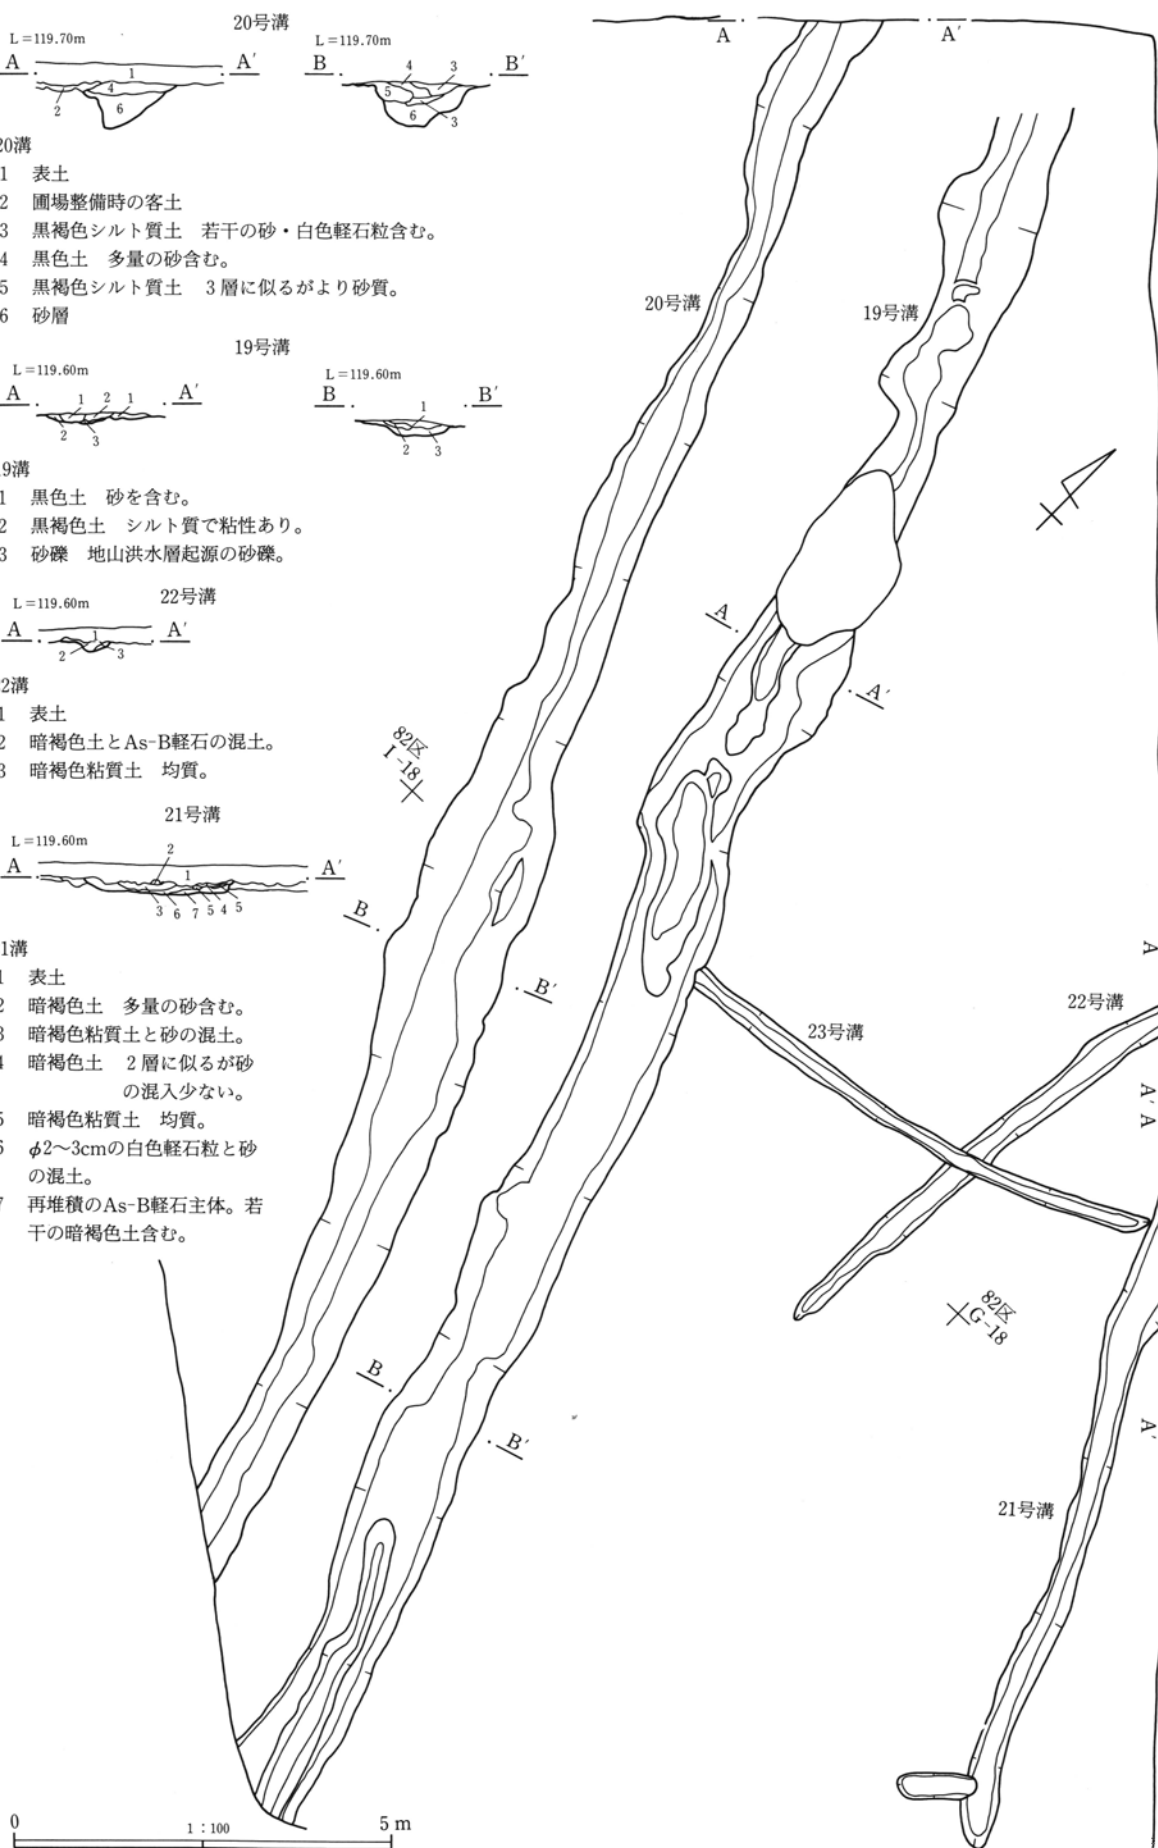 20号溝
L=119.70m
A A′
1
4
2
6
L=119.70m
B B′
4 3
5
6 3
20溝
1 表土
2 圃場整備時の客土
3 黒褐色シルト質土 若干の砂・白色軽石粒含む。
4 黒色土 多量の砂含む。
5 黒褐色シルト質土 3層に似るがより砂質。
6 砂層
19号溝
L=119.60m
A A′
1 2 1
2 3
L=119.60m
B B′
1
2 3
9溝
1 黒色土 砂を含む。
2 黒褐色土 シルト質で粘性あり。
3 砂礫 地山洪水層起源の砂礫。
22号溝
L=119.60m
A A′
1
2 3
2溝
1 表土
2 暗褐色土とAs-B軽石の混土。
3 暗褐色粘質土 均質。
21号溝
L=119.60m
A A′
2
1
3 6 7 5 4 5
1溝
1 表土
2 暗褐色土 多量の砂含む。
3 暗褐色粘質土と砂の混土。
4 暗褐色土 2層に似るが砂
の混入少ない。
5 暗褐色粘質土 均質。
6 φ2〜3cmの白色軽石粒と砂
の混土。
7 再堆積のAs-B軽石主体。若
干の暗褐色土含む。
A A′
20号溝
19号溝
A
A′
82区
I-18
B
B′
23号溝
22号溝
A
A′
A
82区
G-18
B
B′
A′
21号溝
0 1:100 5m